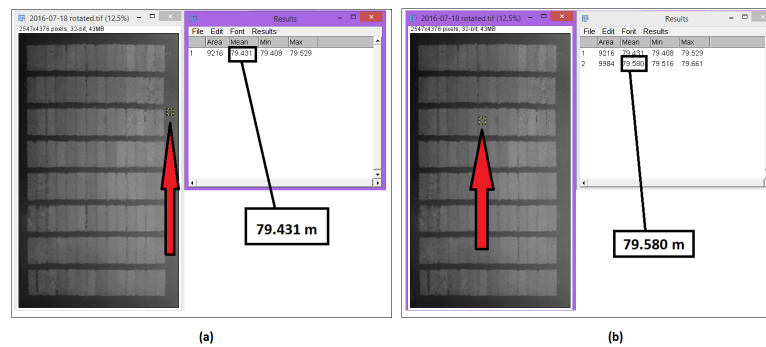 2016-07-18 rotated.tif (12.5%)
2547x4376 pixels; 32-bit; 43MB
Results
File Edit Font Results
Area Mean Min Max
1 9216 79.431 79.408 79.529
79.431 m
(a)
2016-07-18 rotated.tif (12.5%)
2547x4376 pixels; 32-bit; 43MB
Results
File Edit Font Results
Area Mean Min Max
1 9216 79.431 79.408 79.529
2 9984 79.580 79.516 79.661
79.580 m
(b)